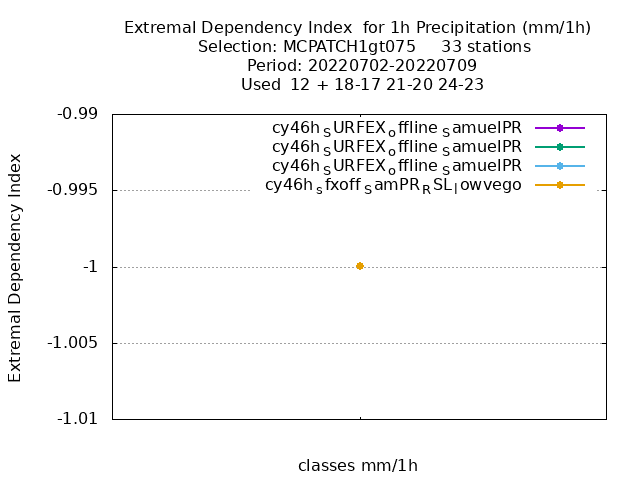 Extremal Dependency Index  for 1h Precipitation (mm/1h)
Selection: MCPATCH1gt075     33 stations
Period: 20220702-20220709
Used  12 + 18-17 21-20 24-23
-0.99
-0.995
-1
-1.005
-1.01
Extremal Dependency Index
cy46h_SURFEX_offline_SamuelPR
cy46h_SURFEX_offline_SamuelPR
cy46h_SURFEX_offline_SamuelPR
cy46h_sfxoff_SamPR_RSL_lowvego
classes mm/1h